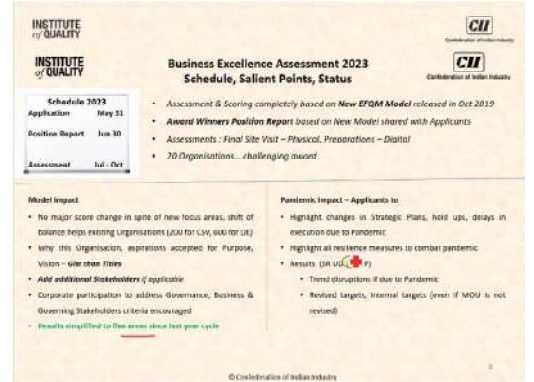 INSTITUTE
of QUALITY
CII
Confederation of Indian Industry
INSTITUTE
of QUALITY
CII
Confederation of Indian Industry
Business Excellence Assessment 2023
Schedule, Salient Points, Status
Schedule 2023
Application May 31
Position Report Jun 30
Assessment Jul - Oct
• Assessment & Scoring completely based on New EFQM Model released in Oct 2019
• Award Winners Position Report based on New Model shared with Applicants
• Assessments : Final Site Visit – Physical, Preparations – Digital
• 20 Organisations... challenging award
Model Impact
• No major score change in spite of new focus areas, shift of
balance helps existing Organisations (200 for CSV, 600 for
• Why this Organisation, aspirations accepted for Purpose,
Vision – Gist than Titles
• Add additional Stakeholders if applicable
• Corporate participation to address Governance, Business &
Governing Stakeholders criteria encouraged
- Results simplified to five areas since last year cycle
Pandemic Impact – Applicants to
• Highlight changes in Strategic Plans, hold ups, delays in
execution due to Pandemic
• Highlight all resilience measures to combat pandemic
• Results
• Trend disruptions if due to Pandemic
• Revised targets, Internal targets (even if MOU is not
revised)
© Confederation of Indian Industry